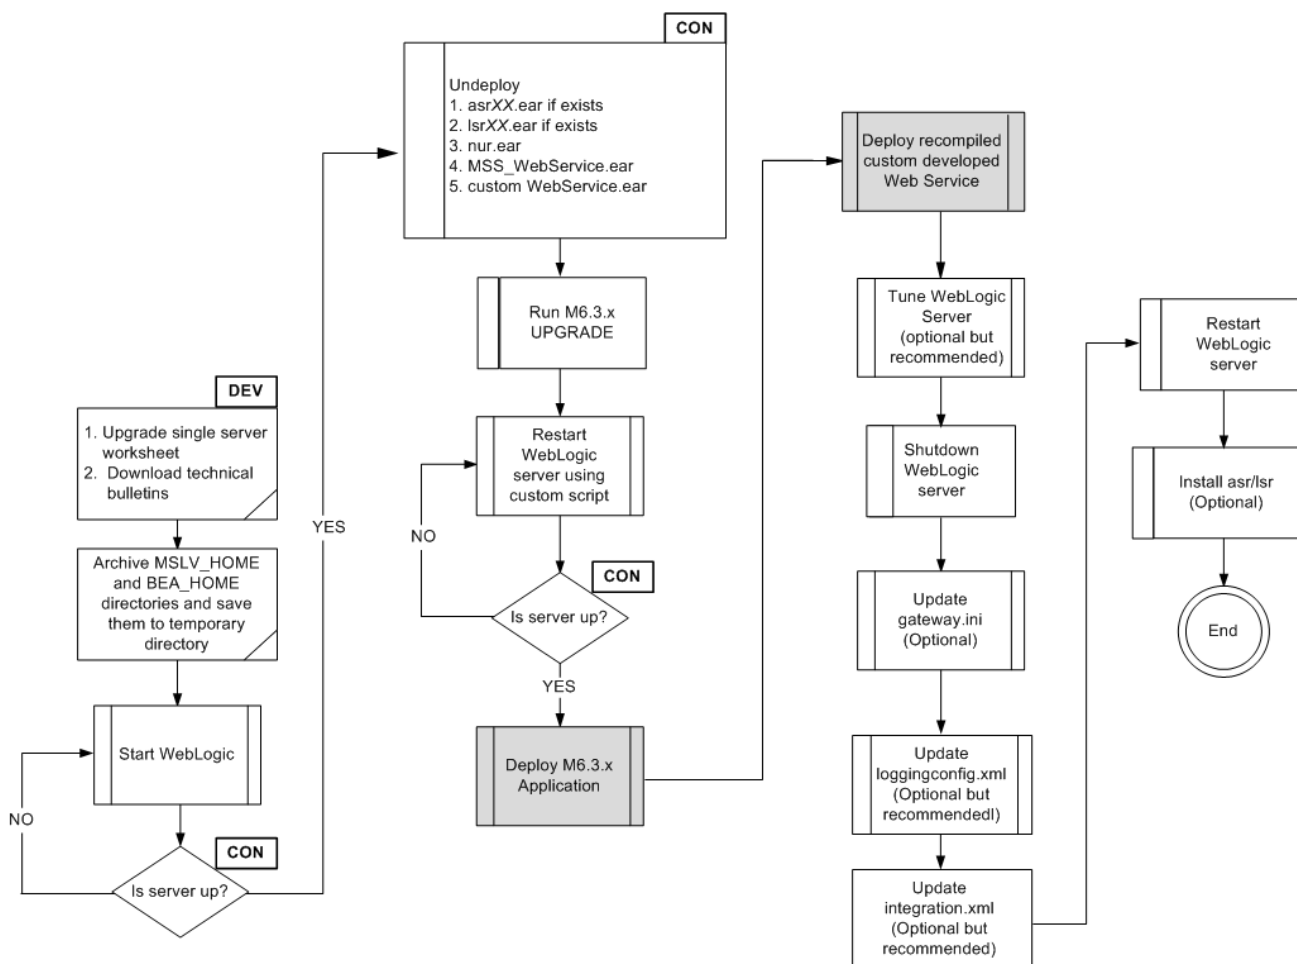 DEV
1. Upgrade single server
worksheet
2. Download technical
bulletins
Archive MSLV_HOME
and BEA_HOME
directories and save
them to temporary
directory
Start WebLogic
NO
CON
Is server up?
YES
CON
Undeploy
1. asrXX.ear if exists
2. lsrXX.ear if exists
3. nur.ear
4. MSS_WebService.ear
5. custom WebService.ear
Run M6.3.x
UPGRADE
Restart
WebLogic
server using
custom script
NO
CON
Is server up?
YES
Deploy M6.3.x
Application
Deploy recompiled
custom developed
Web Service
Tune WebLogic
Server
(optional but
recommended)
Shutdown
WebLogic
server
Update
gateway.ini
(Optional)
Update
loggingconfig.xml
(Optional but
recommendedl)
Update
integration.xml
(Optional but
recommended)
Restart
WebLogic
server
Install asr/lsr
(Optional)
End